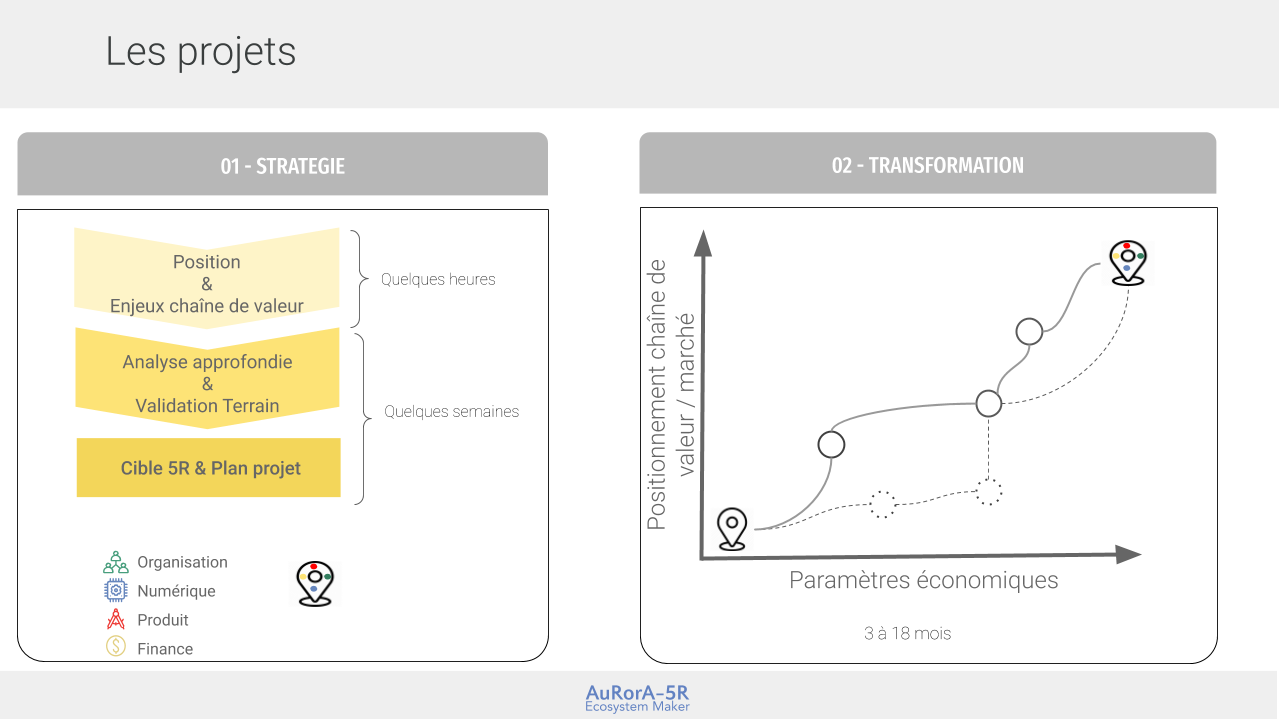 Les projets
01 - STRATEGIE
Position
&
Enjeux chaîne de valeur
Quelques heures
Analyse approfondie
&
Validation Terrain
Quelques semaines
Cible 5R & Plan projet
Organisation
Numérique
Produit
Finance
02 - TRANSFORMATION
Positionnement chaîne de
valeur / marché
Paramètres économiques
3 à 18 mois
AuRorA-5R
Ecosystem Maker